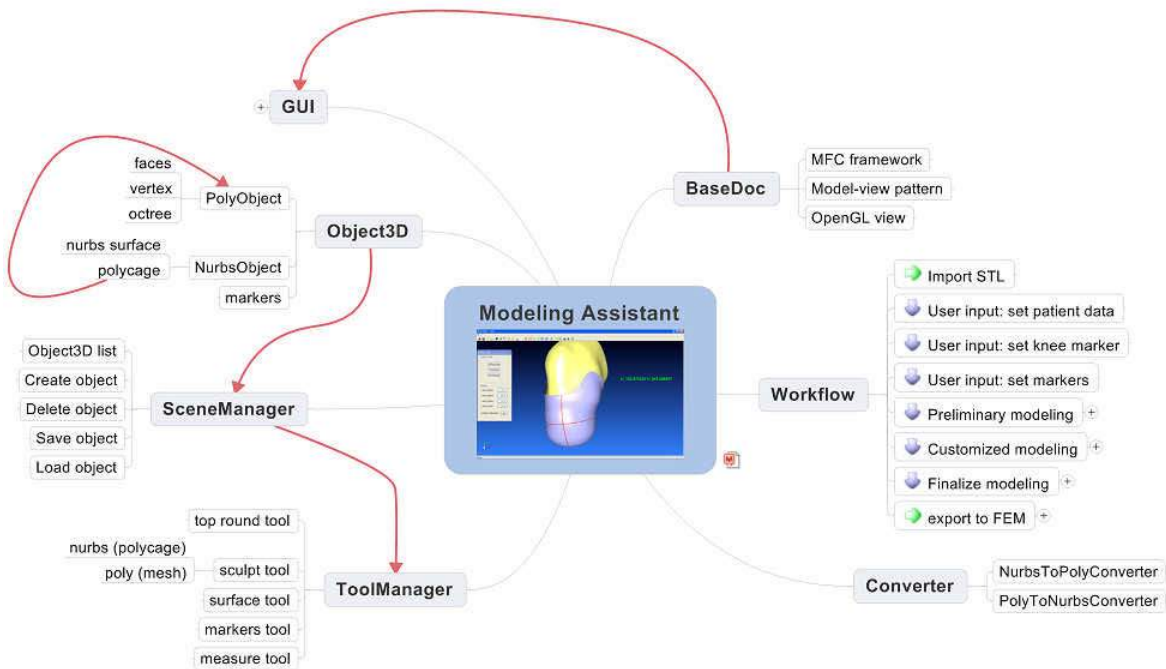 GUI
BaseDoc
MFC framework
Model-view pattern
OpenGL view
faces
vertex
octree
PolyObject
nurbs surface
polycage
NurbsObject
markers
Object3D
Modeling Assistant
Import STL
User input: set patient data
User input: set knee marker
User input: set markers
Preliminary modeling
Customized modeling
Finalize modeling
export to FEM
Workflow
Object3D list
Create object
Delete object
Save object
Load object
SceneManager
top round tool
nurbs (polycage)
poly (mesh)
sculpt tool
surface tool
markers tool
measure tool
ToolManager
Converter
NurbsToPolyConverter
PolyToNurbsConverter